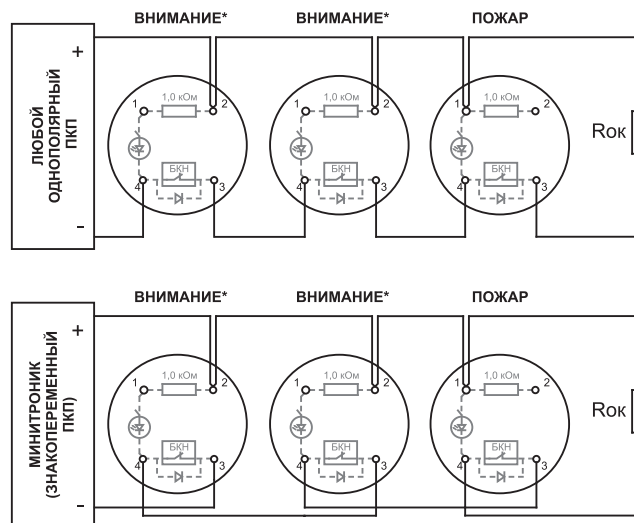 ВНИМАНИЕ* ВНИМАНИЕ* ПОЖАР
+
ЛЮБОЙ
ОДНОПОЛЯРНЫЙ
ПКП
-
1 1,0 кОм 2
БКН
4 3
1 1,0 кОм 2
БКН
4 3
1 1,0 кОм 2
БКН
4 3
Rок
ВНИМАНИЕ* ВНИМАНИЕ* ПОЖАР
+
МИНИТРОНИК
(ЗНАКОПЕРЕМЕННЫЙ
ПКП)
-
1 1,0 кОм 2
БКН
4 3
1 1,0 кОм 2
БКН
4 3
1 1,0 кОм 2
БКН
4 3
Rок